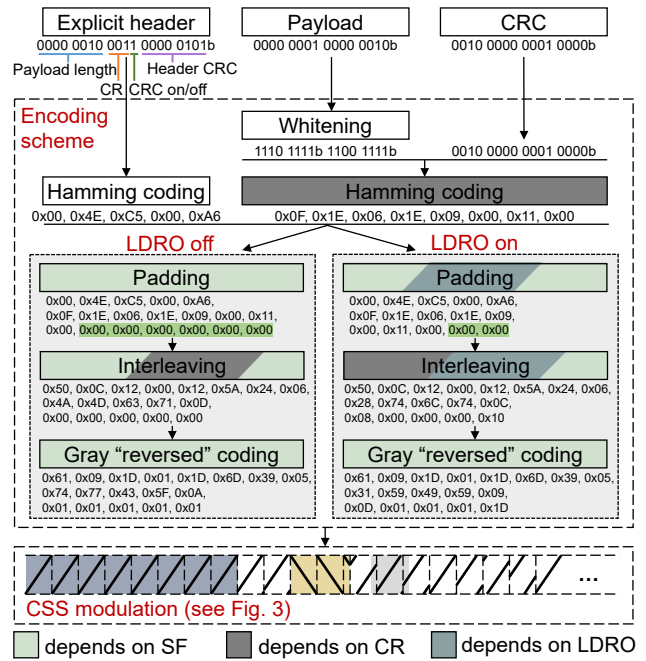 Explicit header
Payload
CRC
0000 0010 0011 0000 0101b
0000 0001 0000 0010b
0010 0000 0001 0000b
Payload length
Header CRC
CR
CRC on/off
Encoding
scheme
Whitening
1110 1111b 1100 1111b
0010 0000 0001 0000b
Hamming coding
Hamming coding
0x00, 0x4E, 0xC5, 0x00, 0xA6
0x0F, 0x1E, 0x06, 0x1E, 0x09, 0x00, 0x11, 0x00
LDRO off
LDRO on
Padding
0x00, 0x4E, 0xC5, 0x00, 0xA6,
0x0F, 0x1E, 0x06, 0x1E, 0x09, 0x00, 0x11,
0x00, 0x00, 0x00, 0x00, 0x00, 0x00, 0x00
Interleaving
0x50, 0x0C, 0x12, 0x00, 0x12, 0x5A, 0x24, 0x06,
0x4A, 0x4D, 0x63, 0x71, 0x0D,
0x00, 0x00, 0x00, 0x00, 0x00
Gray “reversed” coding
0x61, 0x09, 0x1D, 0x01, 0x1D, 0x6D, 0x39, 0x05,
0x74, 0x77, 0x43, 0x5F, 0x0A,
0x01, 0x01, 0x01, 0x01, 0x01
Padding
0x00, 0x4E, 0xC5, 0x00, 0xA6,
0x0F, 0x1E, 0x06, 0x1E, 0x09,
0x00, 0x11, 0x00, 0x00, 0x00
Interleaving
0x50, 0x0C, 0x12, 0x00, 0x12, 0x5A, 0x24, 0x06,
0x28, 0x74, 0x6C, 0x74, 0x0C,
0x08, 0x00, 0x00, 0x00, 0x10
Gray “reversed” coding
0x61, 0x09, 0x1D, 0x01, 0x1D, 0x6D, 0x39, 0x05,
0x31, 0x59, 0x49, 0x59, 0x09,
0x0D, 0x01, 0x01, 0x01, 0x1D
...
CSS modulation (see Fig. 3)
depends on SF
depends on CR
depends on LDRO